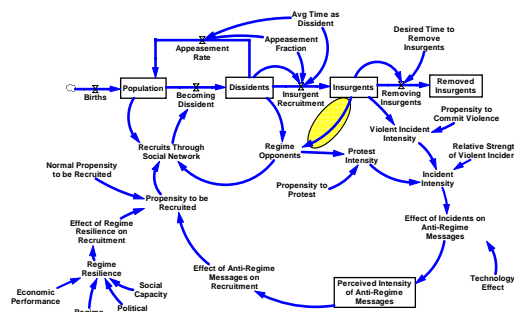 Avg Time as
Dissident
Appeasement
Fraction
Desired Time to
Remove
Insurgents
Appeasement
Rate
Population
Dissidents
Insurgents
Removed
Insurgents
Births
Becoming
Dissident
Insurgent
Recruitment
Removing
Insurgents
Propensity to
Commit Violence
Violent Incident
Intensity
Recruits Through
Social Network
Regime
Opponents
Protest
Intensity
Relative Strengt
of Violent Incider
Incident
Intensity
Normal Propensity
to be Recruited
Propensity to be
Recruited
Propensity to
Protest
Effect of Regime
Resilience on
Recruitment
Effect of Incidents on
Anti-Regime
Messages
Regime
Resilience
Effect of Anti-Regime
Messages on
Recruitment
Perceived Intensity
of Anti-Regime
Messages
Technology
Effect
Economic
Performance
Social
Capacity
Political